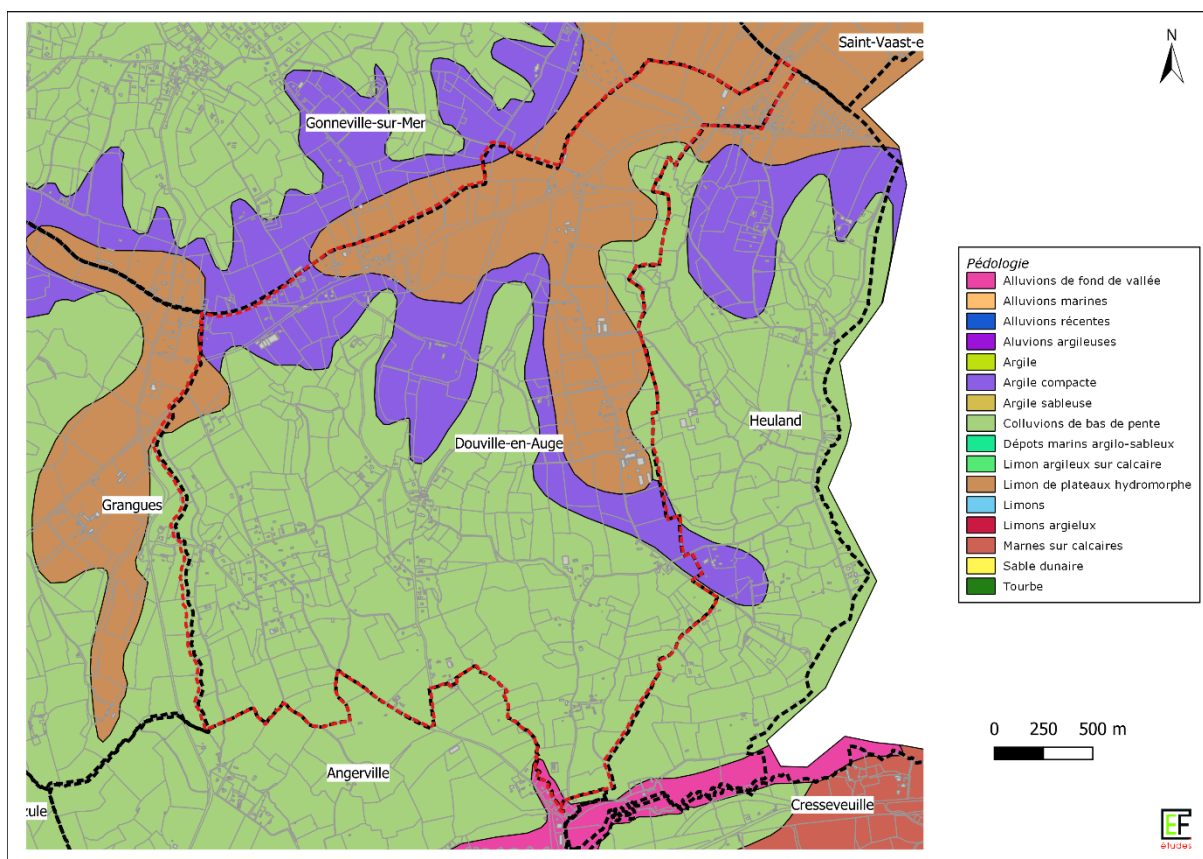 Saint-Vaast-e
N
Gonneville-sur-Mer
Heuland
Douville-en-Auge
Grangues
Angerville
zule
Cresseveuille
Pédologie
Alluvions de fond de vallée
Alluvions marines
Alluvions récentes
Aluvions argileuses
Argile
Argile compacte
Argile sableuse
Colluvions de bas de pente
Dépots marins argilo-sableux
Limon argileux sur calcaire
Limon de plateaux hydromorphe
Limons
Limons argielux
Marnes sur calcaires
Sable dunaire
Tourbe
0 250 500 m
EF
études